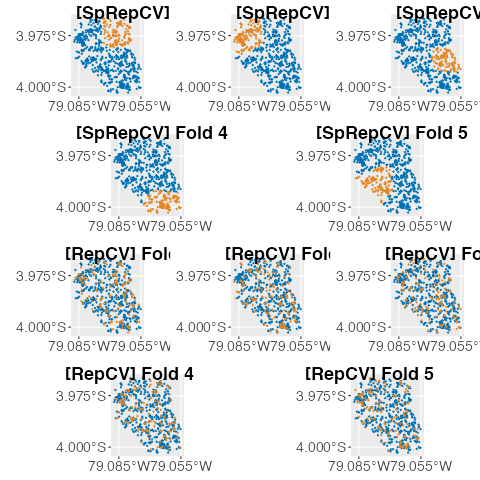 [SpRepCV] [SpRepCV] [SpRepCV]
3.975°S 3.975°S 3.975°S
4.000°S 4.000°S 4.000°S
79.085°W79.055°W 79.085°W79.055°W 79.085°W79.055°W
[SpRepCV] Fold 4 [SpRepCV] Fold 5
3.975°S 3.975°S
4.000°S 4.000°S
79.085°W79.055°W 79.085°W79.055°W
[RepCV] Fold [RepCV] Fol [RepCV] Fo
3.975°S 3.975°S 3.975°S
4.000°S 4.000°S 4.000°S
79.085°W79.055°W 79.085°W79.055°W 79.085°W79.055°W
[RepCV] Fold 4 [RepCV] Fold 5
3.975°S 3.975°S
4.000°S 4.000°S
79.085°W79.055°W 79.085°W79.055°W